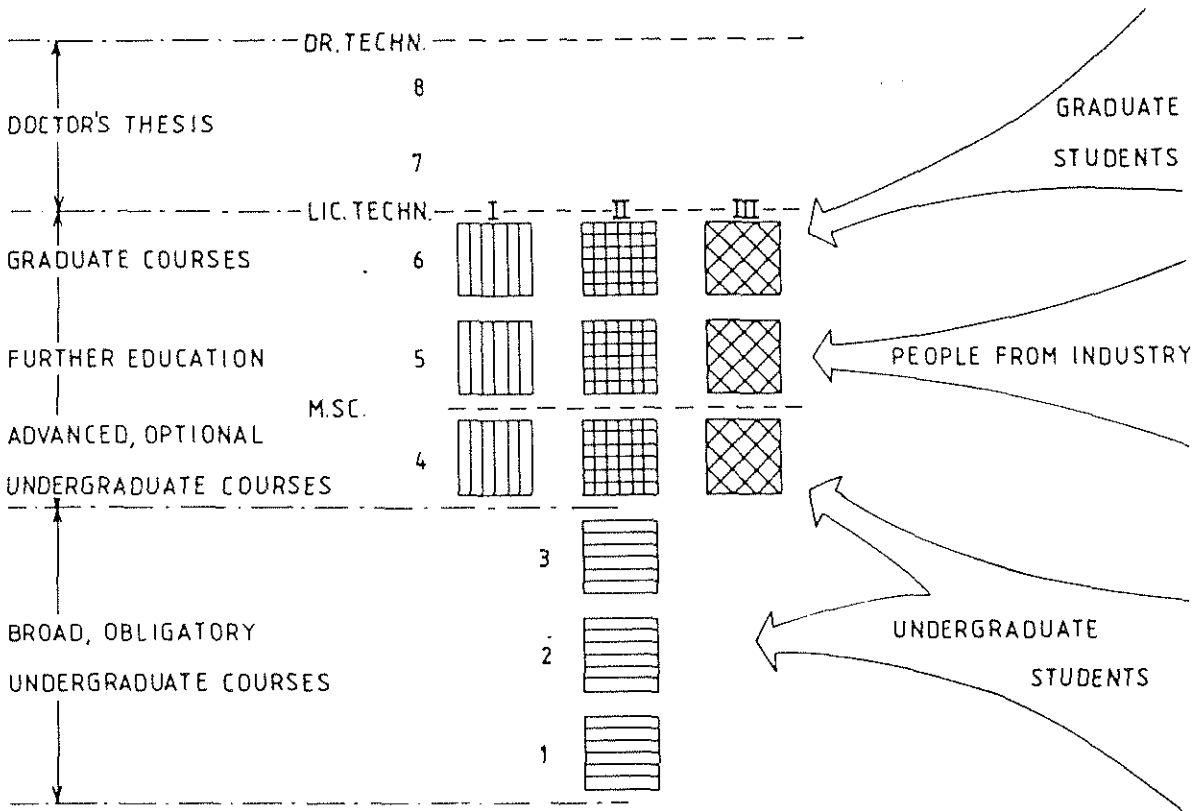 DR. TECHN.
8
DOCTOR'S THESIS
7
GRADUATE
STUDENTS
LIC. TECHN.
I
II
III
GRADUATE COURSES
6
FURTHER EDUCATION
5
PEOPLE FROM INDUSTRY
M.SC.
ADVANCED, OPTIONAL
UNDERGRADUATE COURSES
4
3
BROAD, OBLIGATORY
UNDERGRADUATE COURSES
2
UNDERGRADUATE
STUDENTS
1